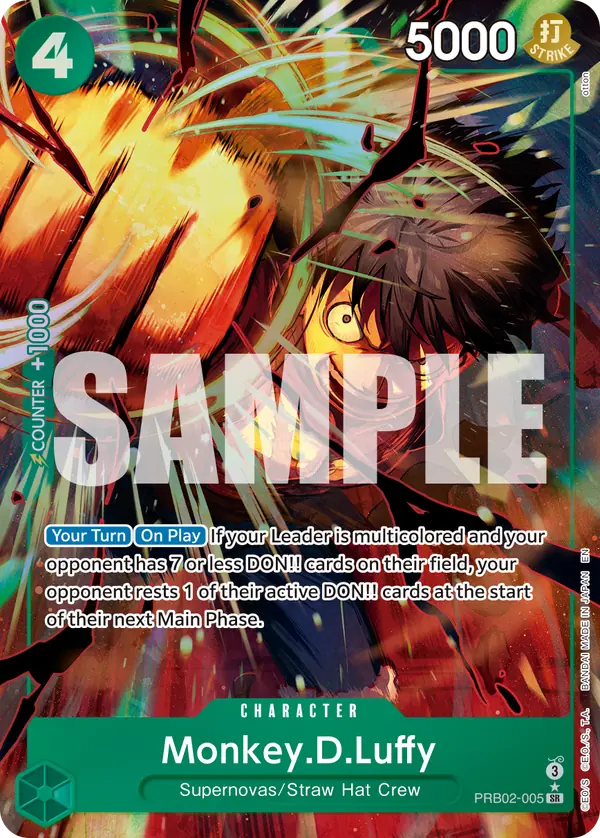 4
5000
打
STRIKE
otton
COUNTER +1000
SAMPLE
Your Turn On Play If your Leader is multicolored and your
opponent has 7 or less DON!! cards on their field, your
opponent rests 1 of their active DON!! cards at the start
of their next Main Phase.
CHARACTER
Monkey.D.Luffy
Supernovas/Straw Hat Crew
3
PRB02-005 SR
©E.O/S ©E.O./S., T.A. BANDAI MADE IN JAPAN EN